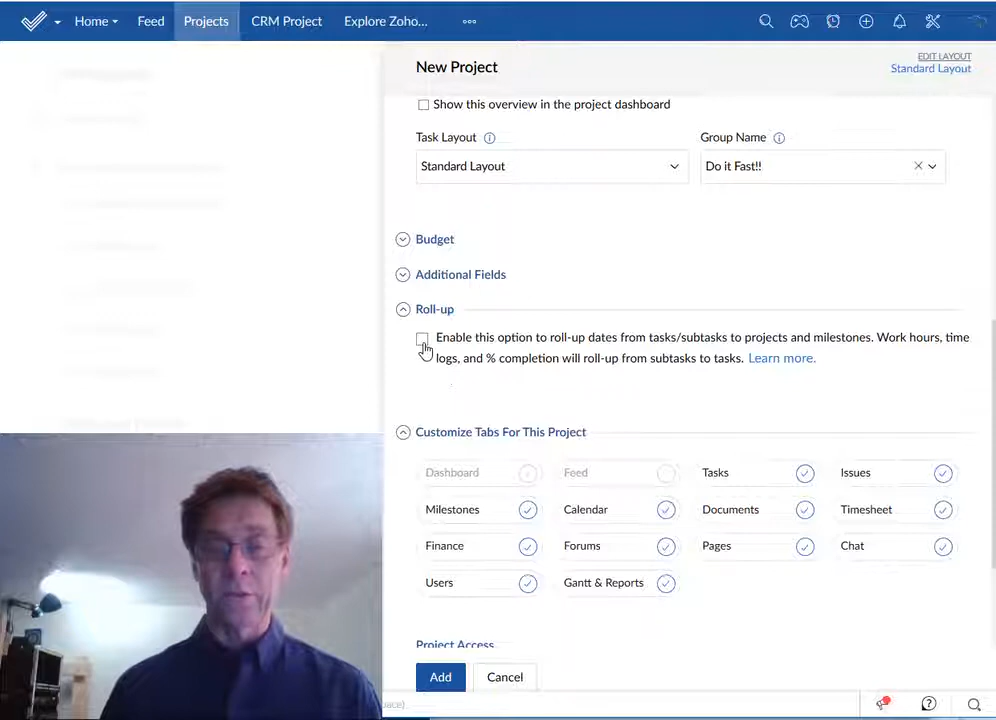 Home Feed Projects CRM Project Explore Zoho...
New Project
EDIT LAYOUT
Standard Layout
Show this overview in the project dashboard
Task Layout Group Name
Standard Layout Do it Fast!!
Budget
Additional Fields
Roll-up
Enable this option to roll-up dates from tasks/subtasks to projects and milestones. Work hours, time
logs, and % completion will roll-up from subtasks to tasks. Learn more.
Customize Tabs For This Project
Dashboard Feed Tasks Issues
Milestones Calendar Documents Timesheet
Finance Forums Pages Chat
Users Gantt & Reports
Project Access
Add Cancel